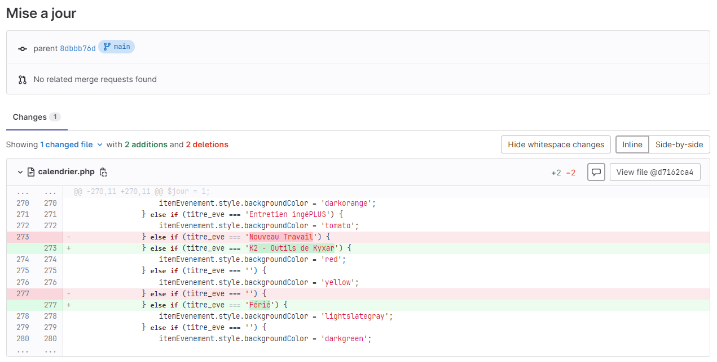 Mise a jour
parent 8dbbb76d main
No related merge requests found
Changes 1
Showing 1 changed file with 2 additions and 2 deletions
Hide whitespace changes Inline Side-by-side
calendrier.php +2 -2 View file @d7162ca4
... ... @@ -270,11 +270,11 @@ $jour = 1;
270 270 itemEvenement.style.backgroundColor = 'darkorange';
271 271 } else if (titre_eve === 'Entretien ingéPLUS') {
272 272 itemEvenement.style.backgroundColor = 'tomato';
273 - } else if (titre_eve === 'Nouveau Travail') {
273 + } else if (titre_eve === 'K2 - Outils de Kyxar') {
274 274 itemEvenement.style.backgroundColor = 'red';
275 275 } else if (titre_eve === '') {
276 276 itemEvenement.style.backgroundColor = 'yellow';
277 - } else if (titre_eve === '') {
277 + } else if (titre_eve === 'Férié') {
278 278 itemEvenement.style.backgroundColor = 'lightslategray';
279 279 } else if (titre_eve === '') {
280 280 itemEvenement.style.backgroundColor = 'darkgreen';
... ...